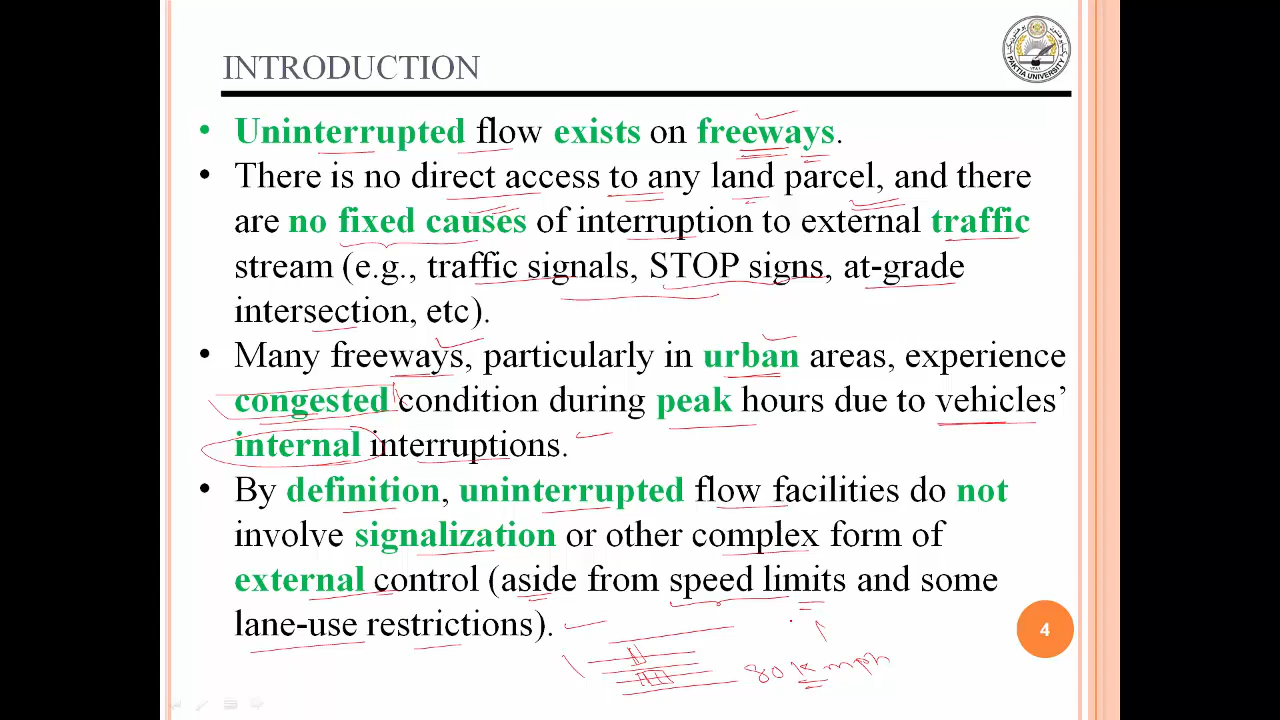 INTRODUCTION
PAKTIA UNIVERSITY
• Uninterrupted flow exists on freeways.
• There is no direct access to any land parcel, and there
are no fixed causes of interruption to external traffic
stream (e.g., traffic signals, STOP signs, at-grade
intersection, etc).
• Many freeways, particularly in urban areas, experience
congested condition during peak hours due to vehicles’
internal interruptions.
• By definition, uninterrupted flow facilities do not
involve signalization or other complex form of
external control (aside from speed limits and some
lane-use restrictions).
4
80 k mph